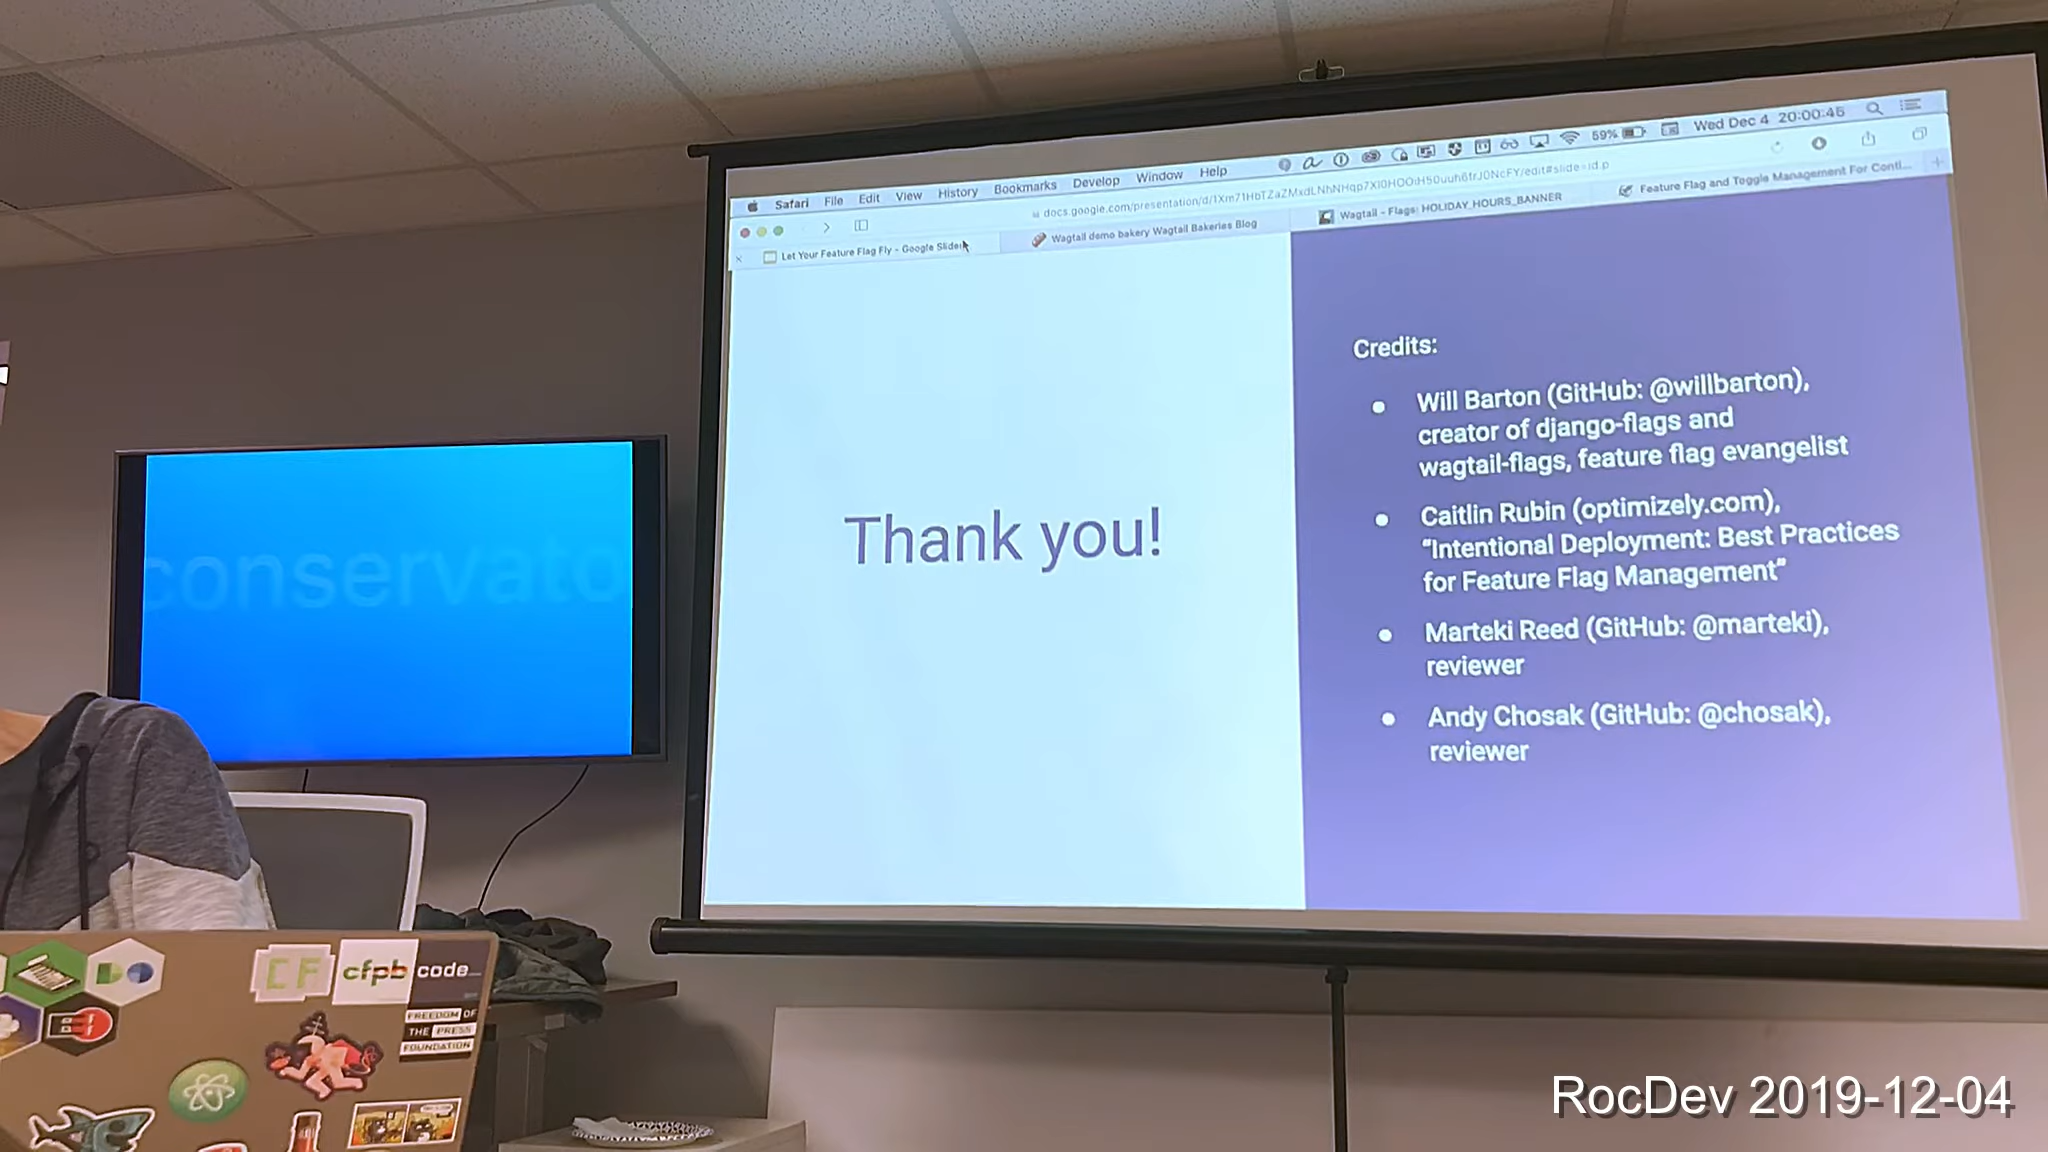 Safari File Edit View History Bookmarks Develop Window Help 59% Wed Dec 4 20:00:45
Let Your Feature Flag Fly - Google Slides
Wagtail demo bakery Wagtail Bakeries Blog
Wagtail - Flags: HOLIDAY_HOURS_BANNER
Feature Flag and Toggle Management For Conti...
Thank you!
Credits:
Will Barton (GitHub: @willbarton),
creator of django-flags and
wagtail-flags, feature flag evangelist
Caitlin Rubin (optimizely.com),
“Intentional Deployment: Best Practices
for Feature Flag Management”
Marteki Reed (GitHub: @marteki),
reviewer
Andy Chosak (GitHub: @chosak),
reviewer
conservato
CF
cfpb
code_
FREEDOM OF
THE PRESS
FOUNDATION
RocDev 2019-12-04